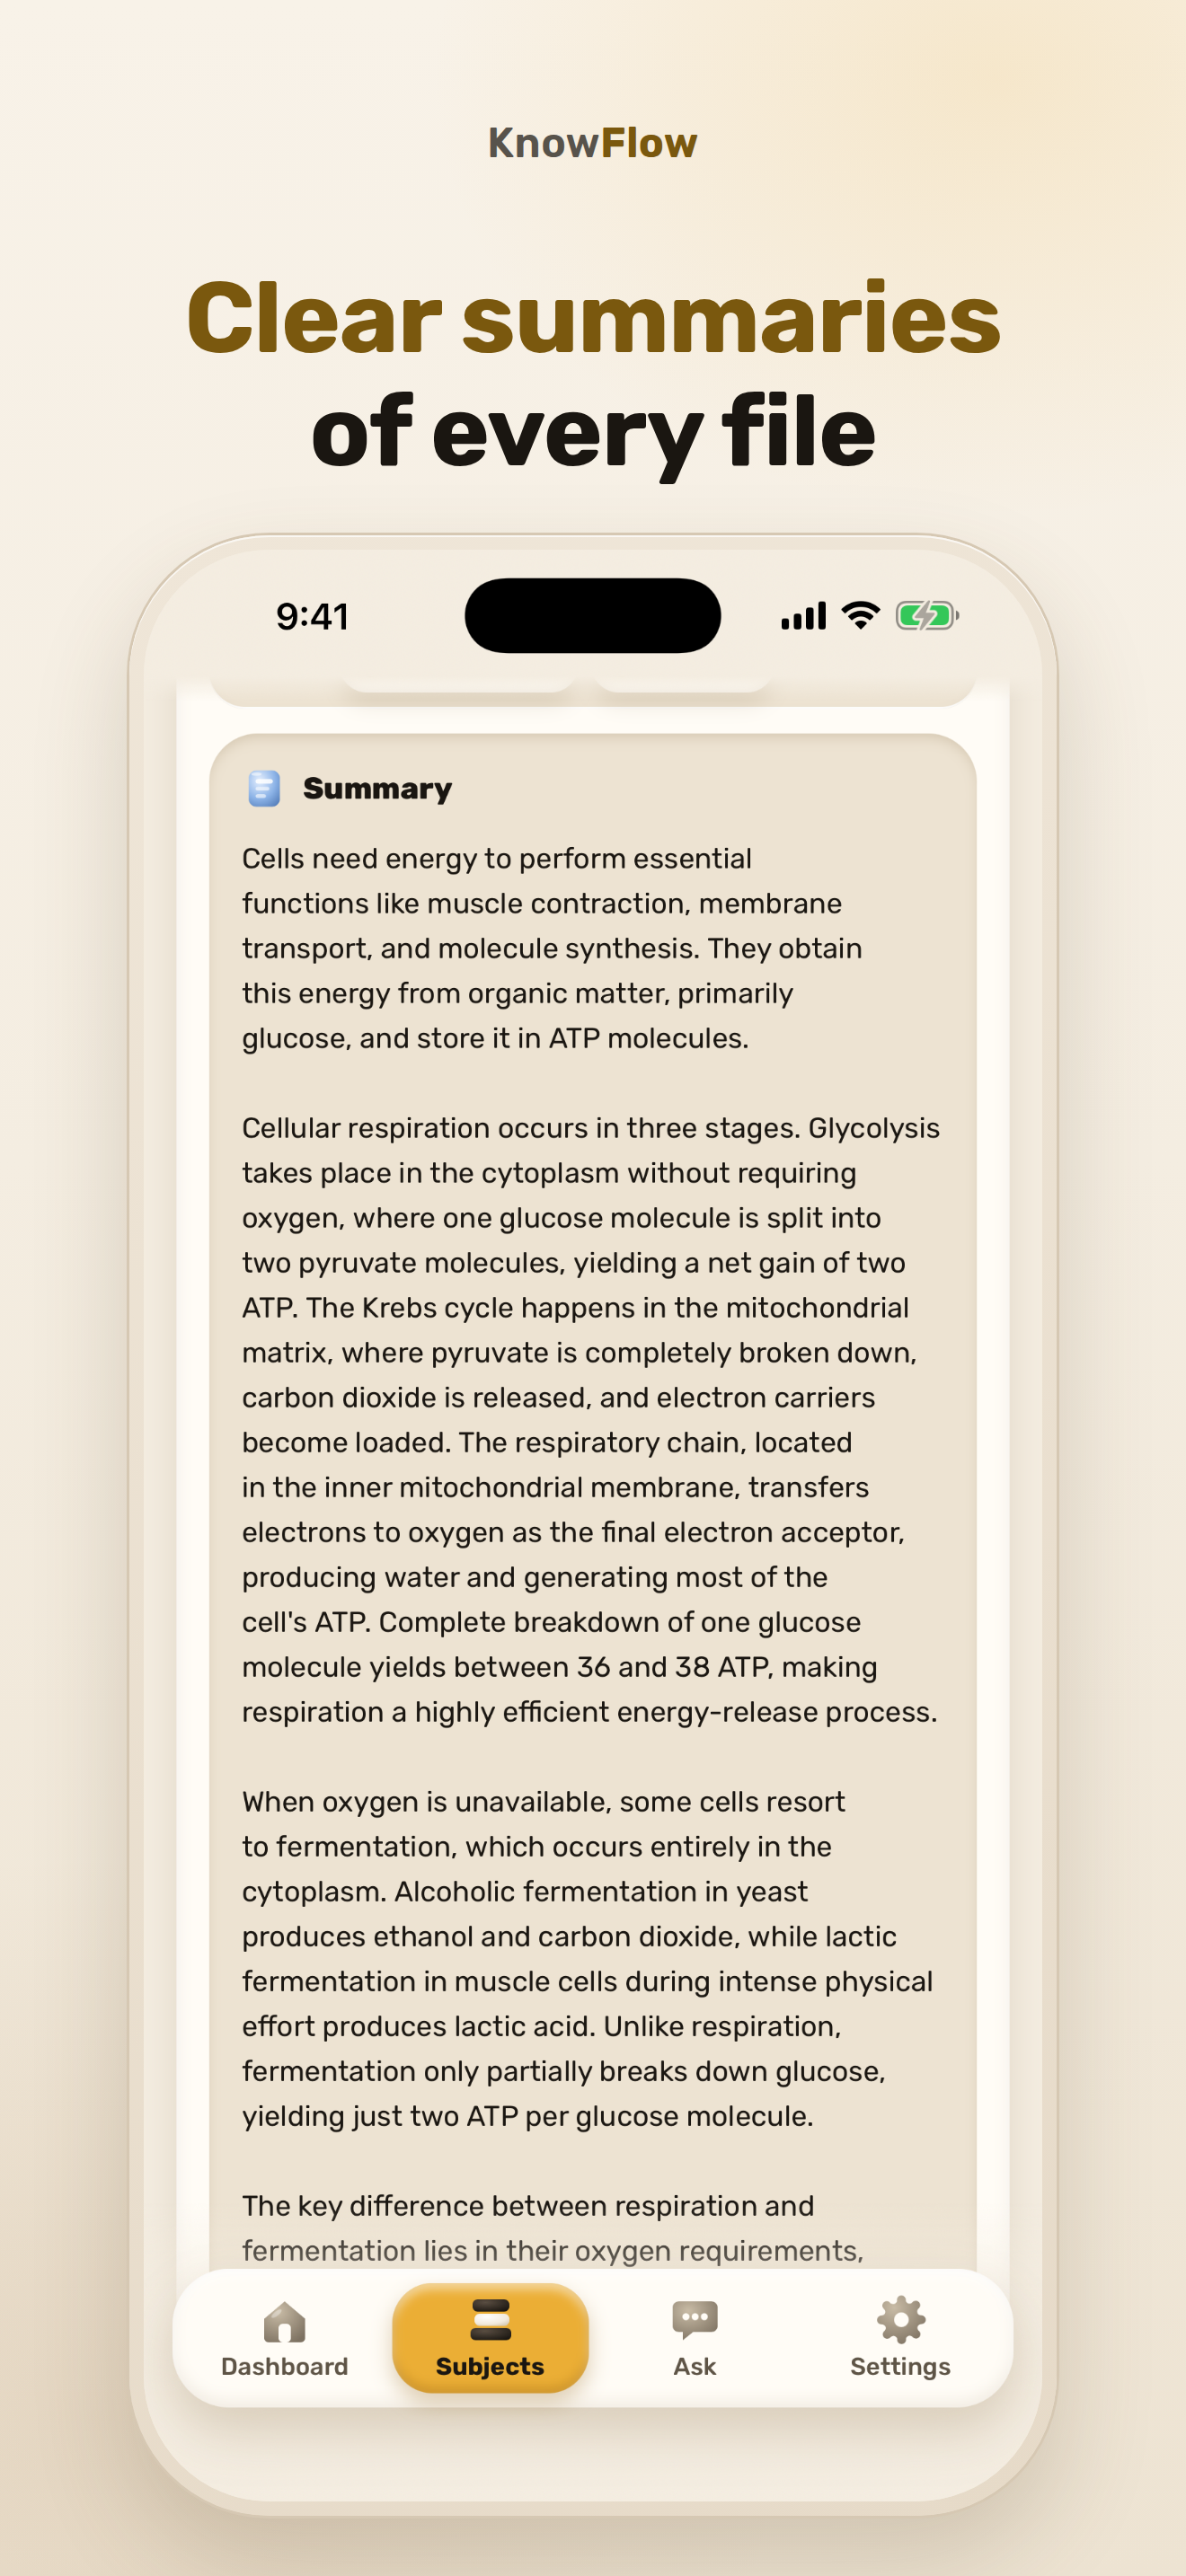 KnowFlow
Clear summaries
of every file
9:41
Summary
Cells need energy to perform essential
functions like muscle contraction, membrane
transport, and molecule synthesis. They obtain
this energy from organic matter, primarily
glucose, and store it in ATP molecules.
Cellular respiration occurs in three stages. Glycolysis
takes place in the cytoplasm without requiring
oxygen, where one glucose molecule is split into
two pyruvate molecules, yielding a net gain of two
ATP. The Krebs cycle happens in the mitochondrial
matrix, where pyruvate is completely broken down,
carbon dioxide is released, and electron carriers
become loaded. The respiratory chain, located
in the inner mitochondrial membrane, transfers
electrons to oxygen as the final electron acceptor,
producing water and generating most of the
cell's ATP. Complete breakdown of one glucose
molecule yields between 36 and 38 ATP, making
respiration a highly efficient energy-release process.
When oxygen is unavailable, some cells resort
to fermentation, which occurs entirely in the
cytoplasm. Alcoholic fermentation in yeast
produces ethanol and carbon dioxide, while lactic
fermentation in muscle cells during intense physical
effort produces lactic acid. Unlike respiration,
fermentation only partially breaks down glucose,
yielding just two ATP per glucose molecule.
The key difference between respiration and
fermentation lies in their oxygen requirements,
Dashboard
Subjects
Ask
Settings